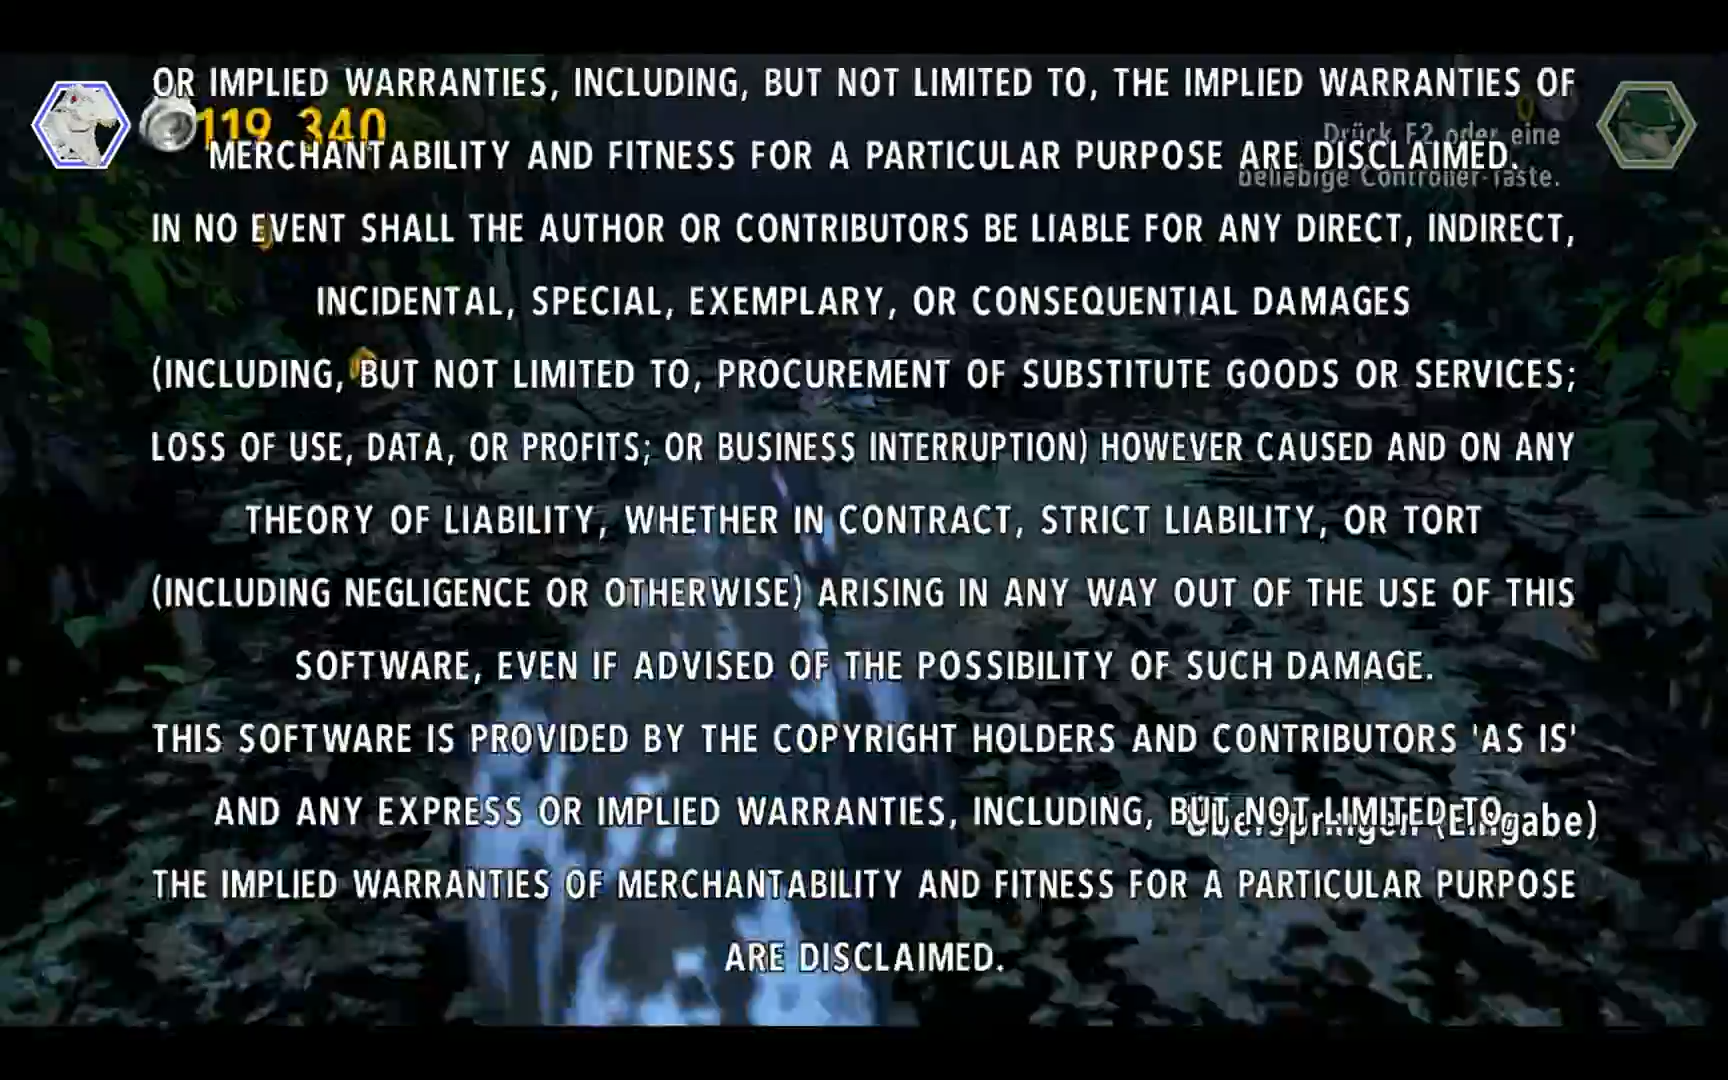 OR IMPLIED WARRANTIES, INCLUDING, BUT NOT LIMITED TO, THE IMPLIED WARRANTIES OF
119 340
0
Drück F2 oder eine
MERCHANTABILITY AND FITNESS FOR A PARTICULAR PURPOSE ARE DISCLAIMED.
beliebige Controller-Taste.
IN NO EVENT SHALL THE AUTHOR OR CONTRIBUTORS BE LIABLE FOR ANY DIRECT, INDIRECT,
INCIDENTAL, SPECIAL, EXEMPLARY, OR CONSEQUENTIAL DAMAGES
(INCLUDING, BUT NOT LIMITED TO, PROCUREMENT OF SUBSTITUTE GOODS OR SERVICES;
LOSS OF USE, DATA, OR PROFITS; OR BUSINESS INTERRUPTION) HOWEVER CAUSED AND ON ANY
THEORY OF LIABILITY, WHETHER IN CONTRACT, STRICT LIABILITY, OR TORT
(INCLUDING NEGLIGENCE OR OTHERWISE) ARISING IN ANY WAY OUT OF THE USE OF THIS
SOFTWARE, EVEN IF ADVISED OF THE POSSIBILITY OF SUCH DAMAGE.
THIS SOFTWARE IS PROVIDED BY THE COPYRIGHT HOLDERS AND CONTRIBUTORS 'AS IS'
AND ANY EXPRESS OR IMPLIED WARRANTIES, INCLUDING, BUT NOT LIMITED TO,
Überspringen (Eingabe)
THE IMPLIED WARRANTIES OF MERCHANTABILITY AND FITNESS FOR A PARTICULAR PURPOSE
ARE DISCLAIMED.